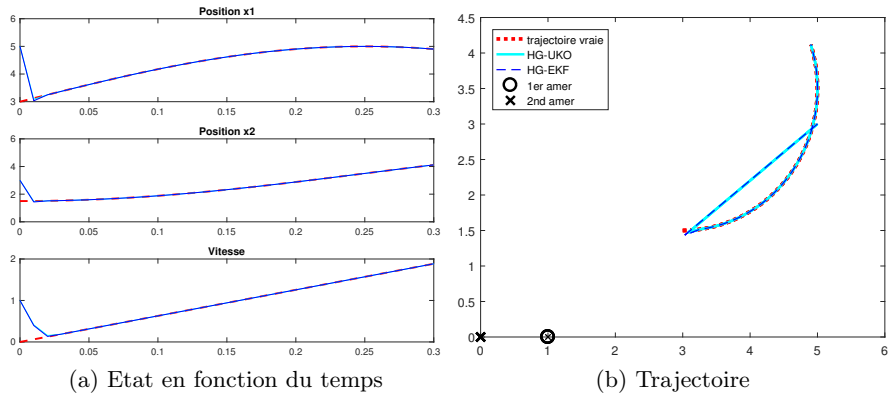 Position x1
5
4
3
0 0.05 0.1 0.15 0.2 0.25 0.3
Position x2
6
4
2
0
0 0.05 0.1 0.15 0.2 0.25 0.3
Vitesse
2
1
0
0 0.05 0.1 0.15 0.2 0.25 0.3
(a) Etat en fonction du temps
4.5
4
3.5
3
2.5
2
1.5
1
0.5
0
0 1 2 3 4 5 6
trajectoire vraie
HG-UKO
HG-EKF
1er amer
2nd amer
(b) Trajectoire